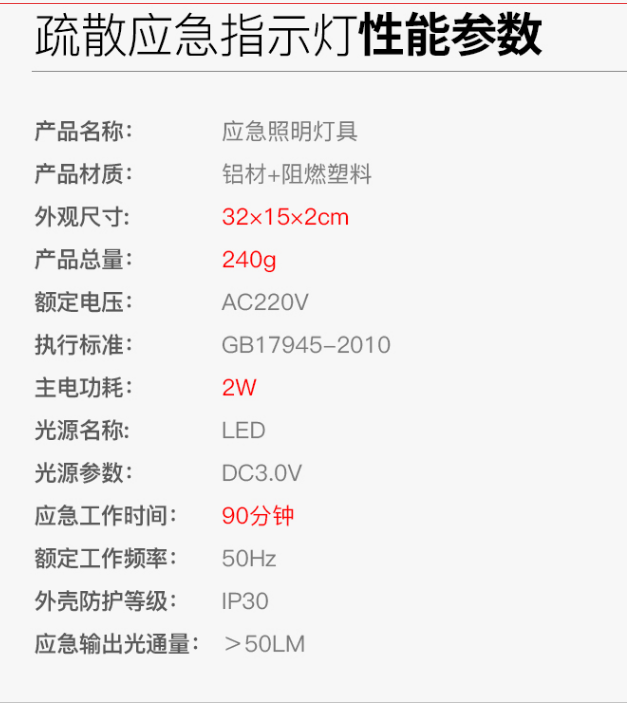 疏散应急指示灯性能参数
产品名称： 应急照明灯具
产品材质： 铝材+阻燃塑料
外观尺寸: 32×15×2cm
产品总量： 240g
额定电压： AC220V
执行标准： GB17945-2010
主电功耗： 2W
光源名称: LED
光源参数： DC3.0V
应急工作时间： 90分钟
额定工作频率： 50Hz
外壳防护等级： IP30
应急输出光通量： ＞50LM